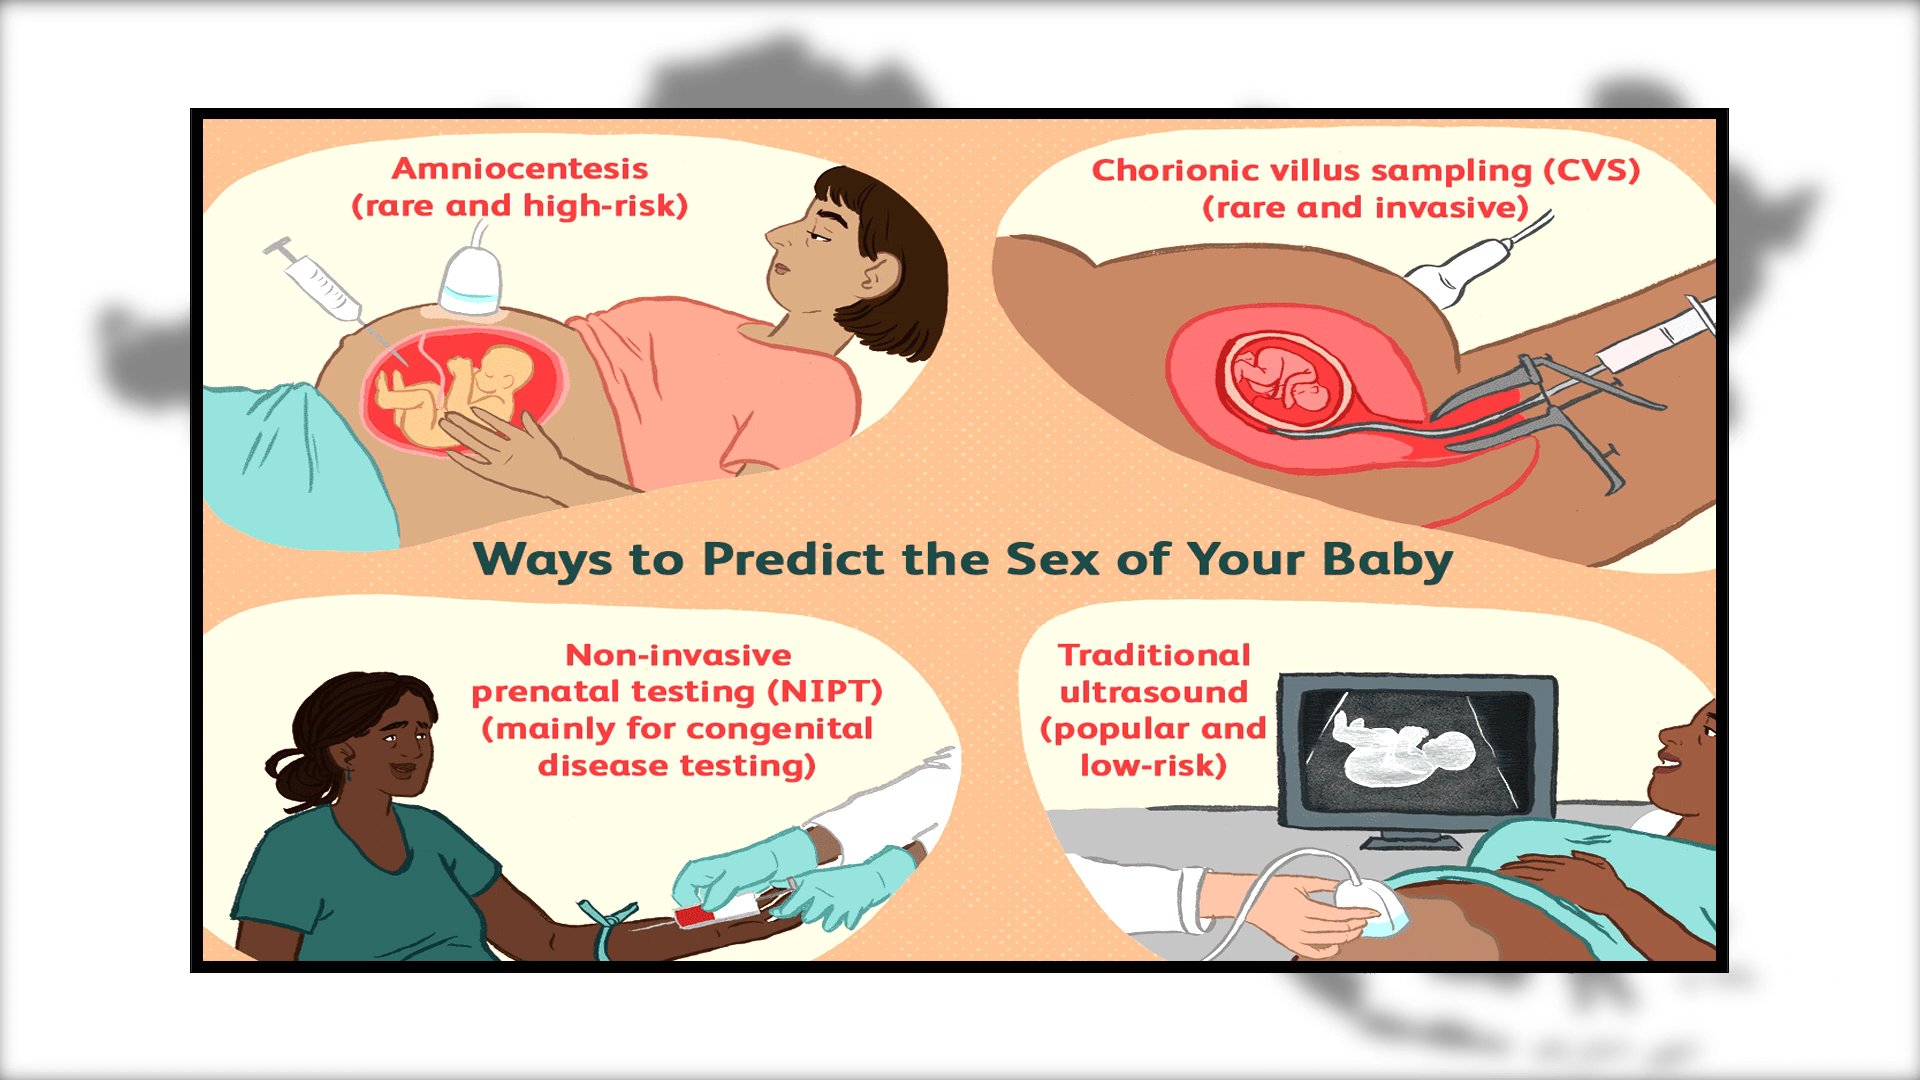 Amniocentesis
(rare and high-risk)
Chorionic villus sampling (CVS)
(rare and invasive)
Ways to Predict the Sex of Your Baby
Non-invasive
prenatal testing (NIPT)
(mainly for congenital
disease testing)
Traditional
ultrasound
(popular and
low-risk)